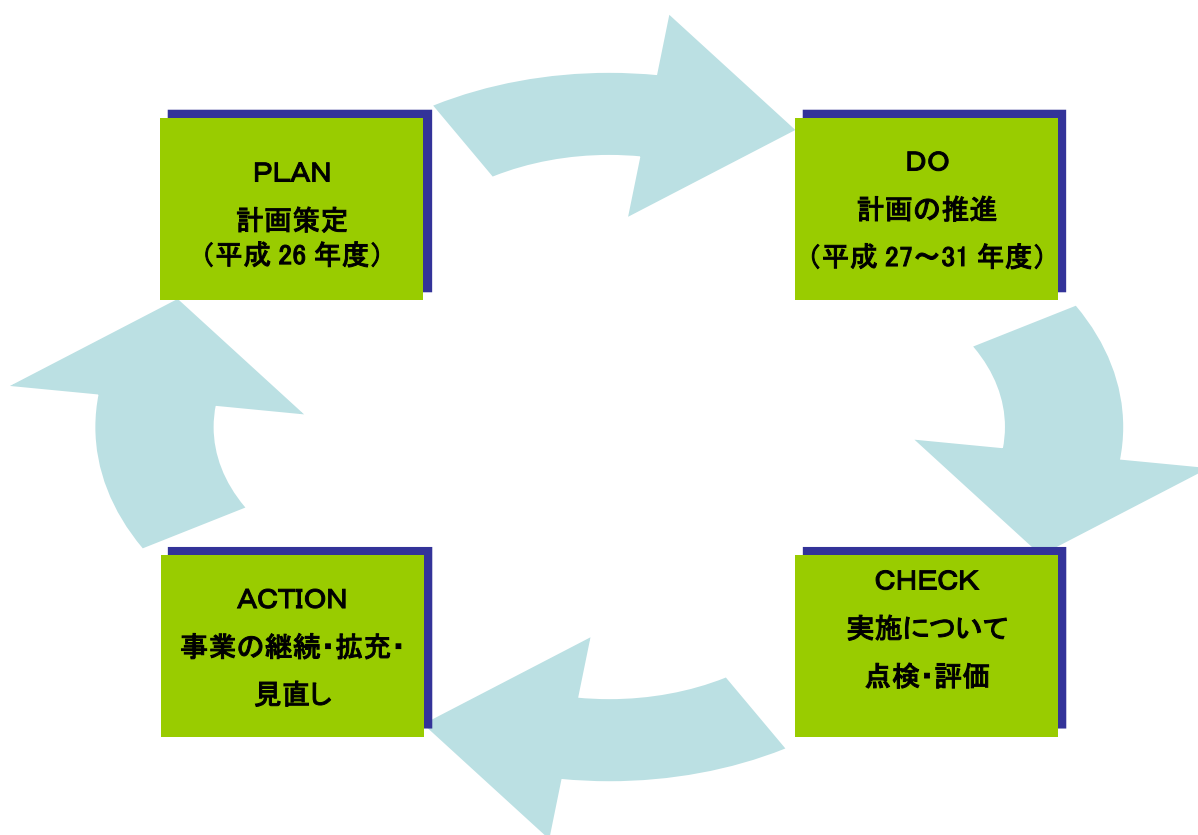 PLAN
計画策定
（平成 26 年度）
DO
計画の推進
（平成 27～31 年度）
CHECK
実施について
点検・評価
ACTION
事業の継続・拡充・
見直し